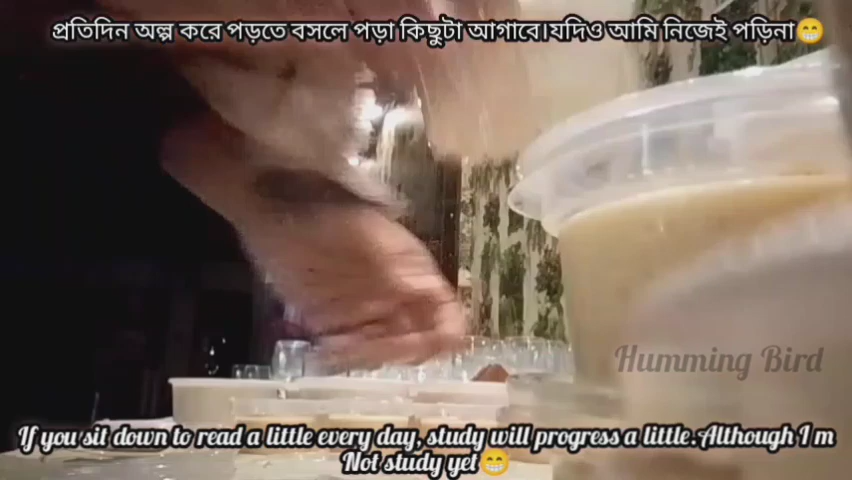 প্রতিদিন অল্প করে পড়তে বসলে পড়া কিছুটা আগাবে।যদিও আমি নিজেই পড়িনা😁
Humming Bird
If you sit down to read a little every day, study will progress a little.Although I m
Not study yet😁